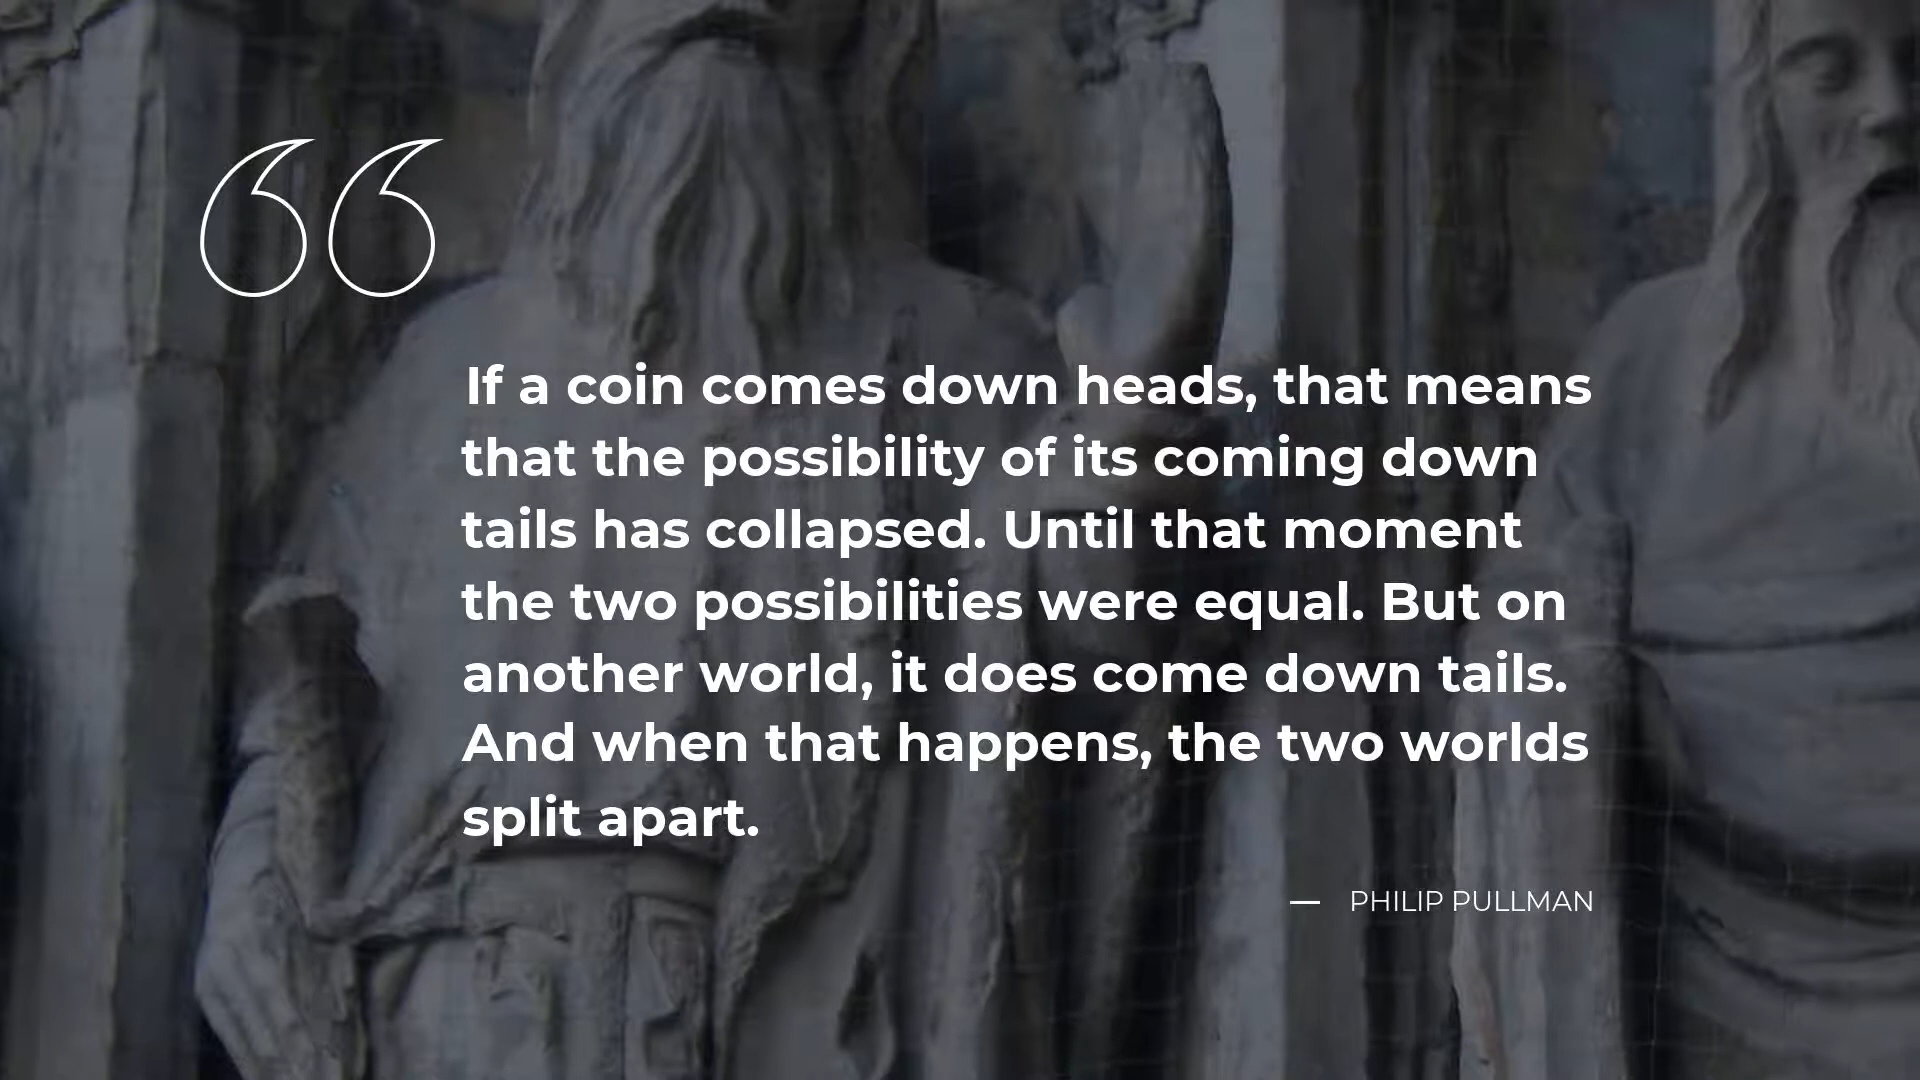 “
If a coin comes down heads, that means
that the possibility of its coming down
tails has collapsed. Until that moment
the two possibilities were equal. But on
another world, it does come down tails.
And when that happens, the two worlds
split apart.
— PHILIP PULLMAN